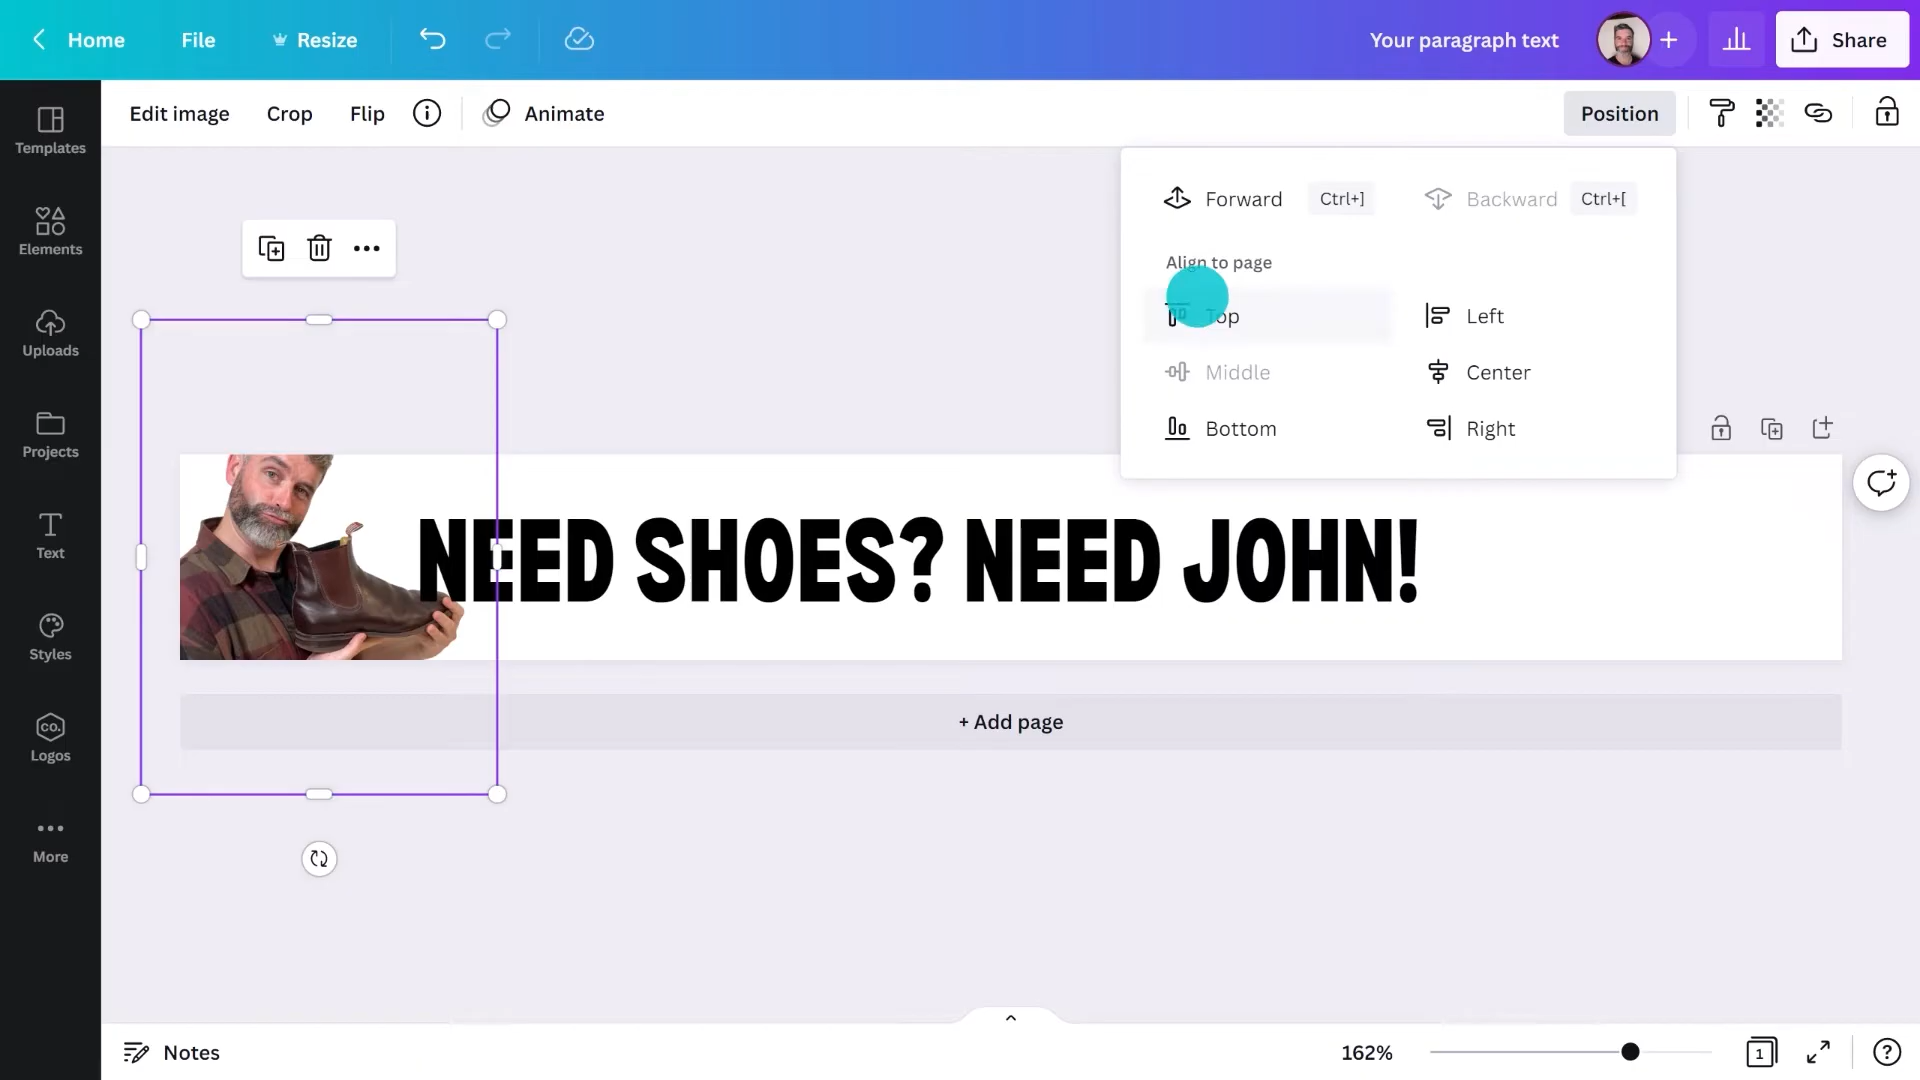 Home File Resize Your paragraph text Share
Edit image Crop Flip Animate Position
Templates
Elements
Uploads
Projects
Text
Styles
CO.
Logos
More
Forward Ctrl+] Backward Ctrl+[
Align to page
Top Left
Middle Center
Bottom Right
NEED SHOES? NEED JOHN!
+ Add page
Notes 162% 1 ?